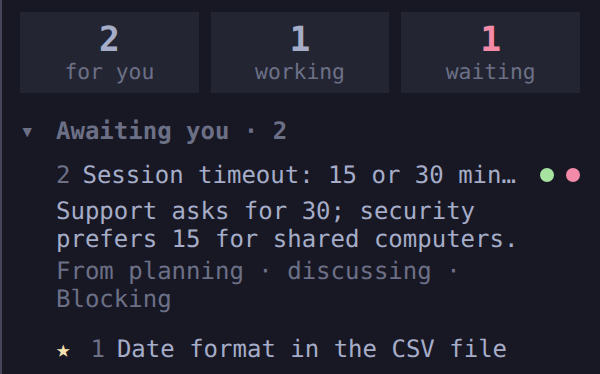 2 1 1
for you working waiting
▾ Awaiting you · 2
2 Session timeout: 15 or 30 min…
Support asks for 30; security
prefers 15 for shared computers.
From planning · discussing ·
Blocking
★ 1 Date format in the CSV file